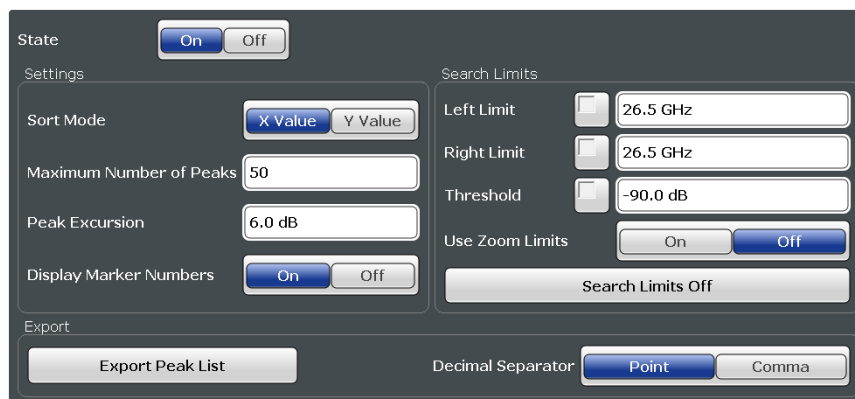 State On Off
Settings
Sort Mode X Value Y Value
Maximum Number of Peaks 50
Peak Excursion 6.0 dB
Display Marker Numbers On Off
Search Limits
Left Limit 26.5 GHz
Right Limit 26.5 GHz
Threshold -90.0 dB
Use Zoom Limits On Off
Search Limits Off
Export
Export Peak List Decimal Separator Point Comma